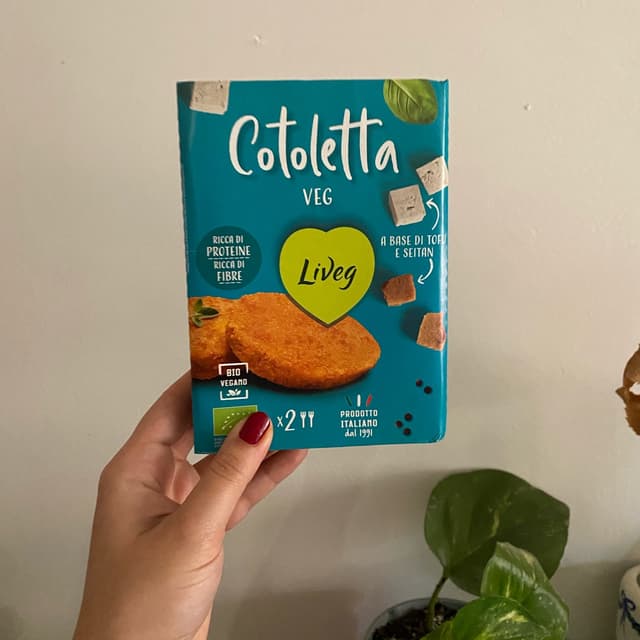 Cotoletta
VEG
A BASE DI TOFU
E SEITAN
RICCA DI
PROTEINE
RICCA DI
FIBRE
Liveg
BIO
VEGANO
x2
PRODOTTO
ITALIANO
dal 1991